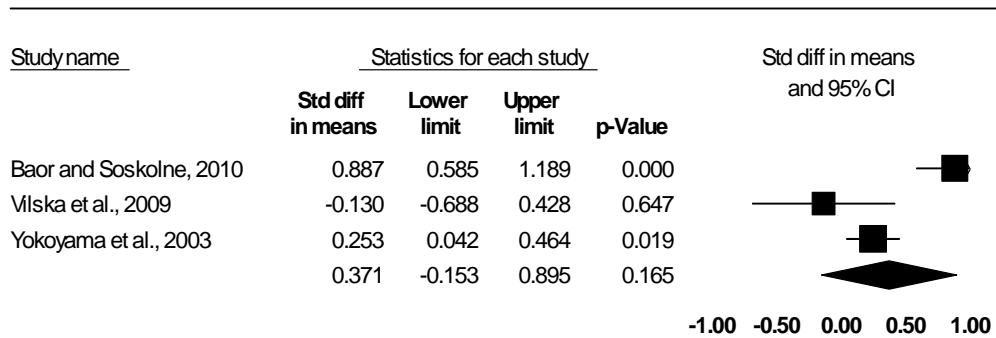 Study name Statistics for each study Std diff in means
and 95% CI
Std diff Lower Upper
in means limit limit p-Value
Baor and Soskolne, 2010 0.887 0.585 1.189 0.000
Vilska et al., 2009 -0.130 -0.688 0.428 0.647
Yokoyama et al., 2003 0.253 0.042 0.464 0.019
0.371 -0.153 0.895 0.165
-1.00 -0.50 0.00 0.50 1.00